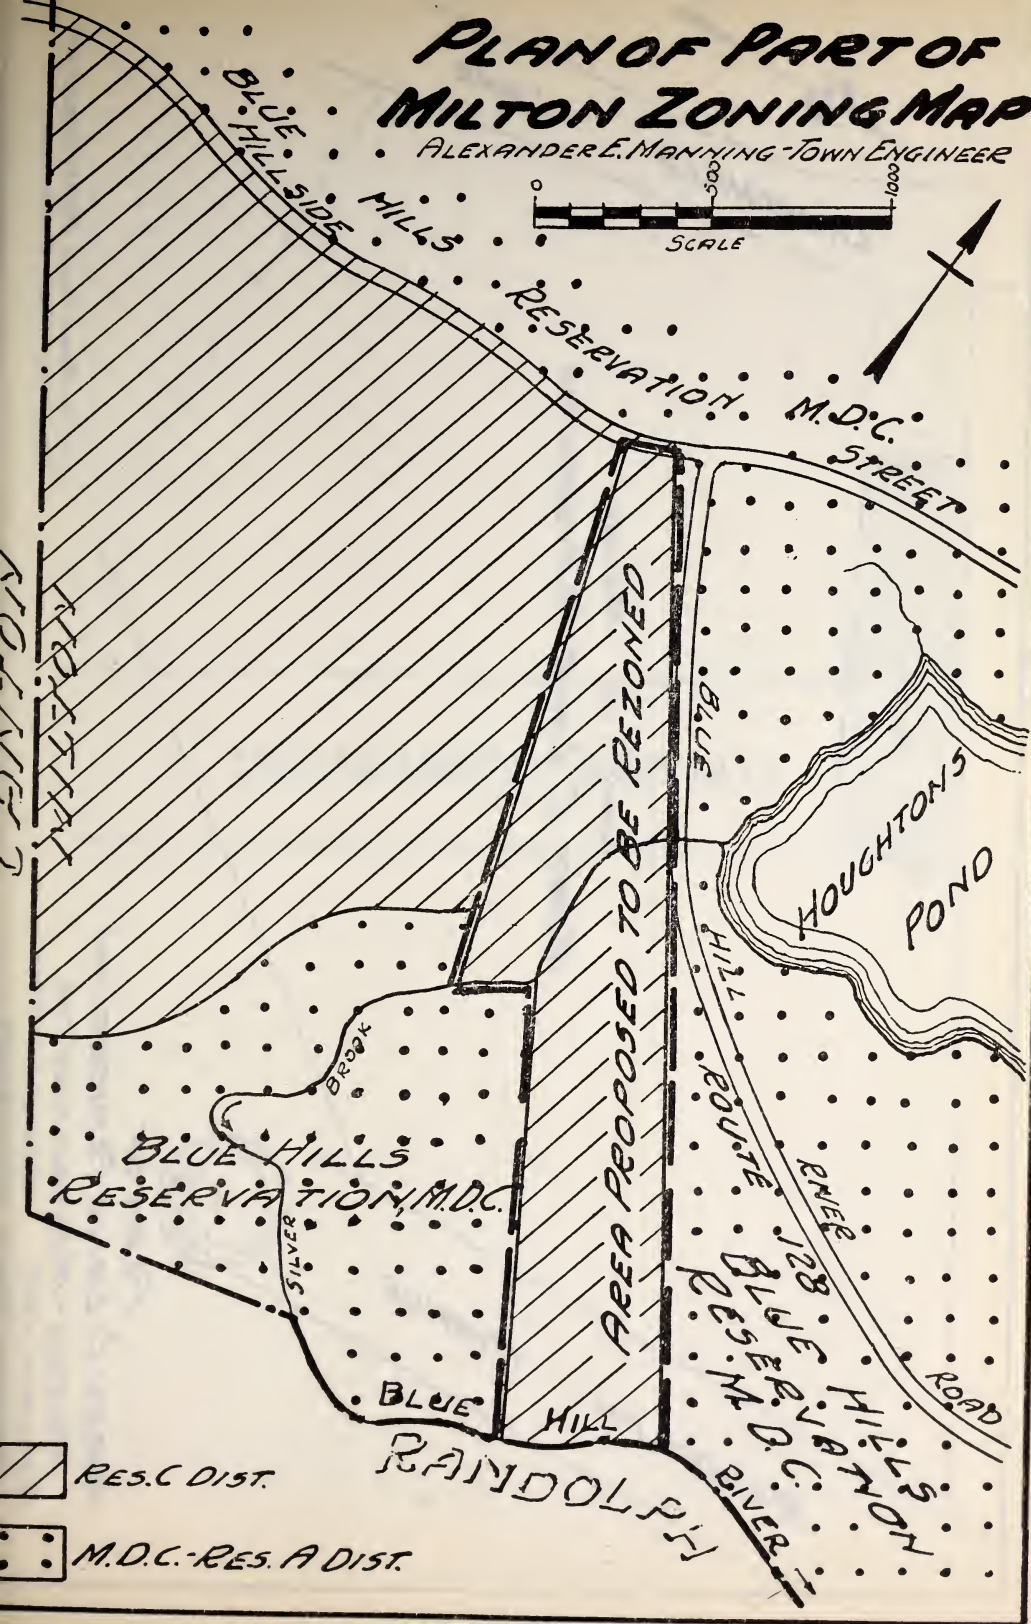 PLAN OF PART OF
MILTON ZONING MAP
ALEXANDER E. MANNING - TOWN ENGINEER
0 500 1000
SCALE
BLUE
HILLS
RESERVATION
M.D.C.
HILLSIDE
STREET
CANTON
MILTON
AREA PROPOSED TO BE REZONED
BLUE
HILL
RIVER
ROAD
ROUTE
128
HOUGHTONS
POND
BROOK
SILVER
BLUE HILLS
RESERVATION, M.D.C.
BLUE HILLS
RESERVATION
M.D.C.
BLUE
HILL
RIVER
RANDOLPH
RES. C DIST.
M.D.C.-RES. A DIST.